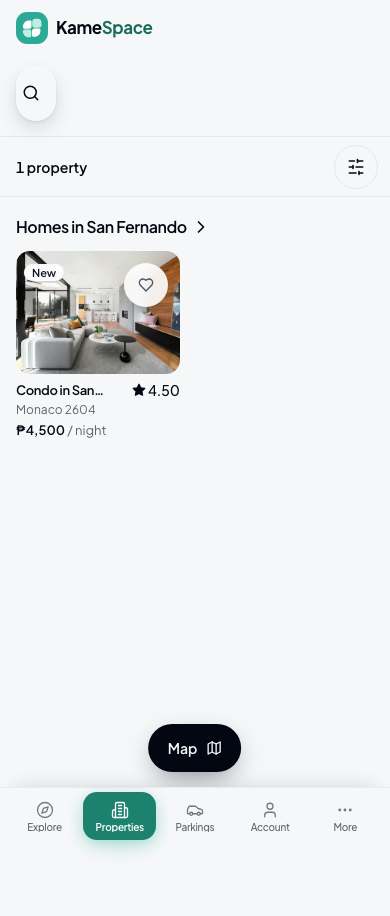 KameSpace
1 property
Homes in San Fernando
New
Condo in San... 4.50
Monaco 2604
₱4,500 / night
Map
Explore Properties Parkings Account More